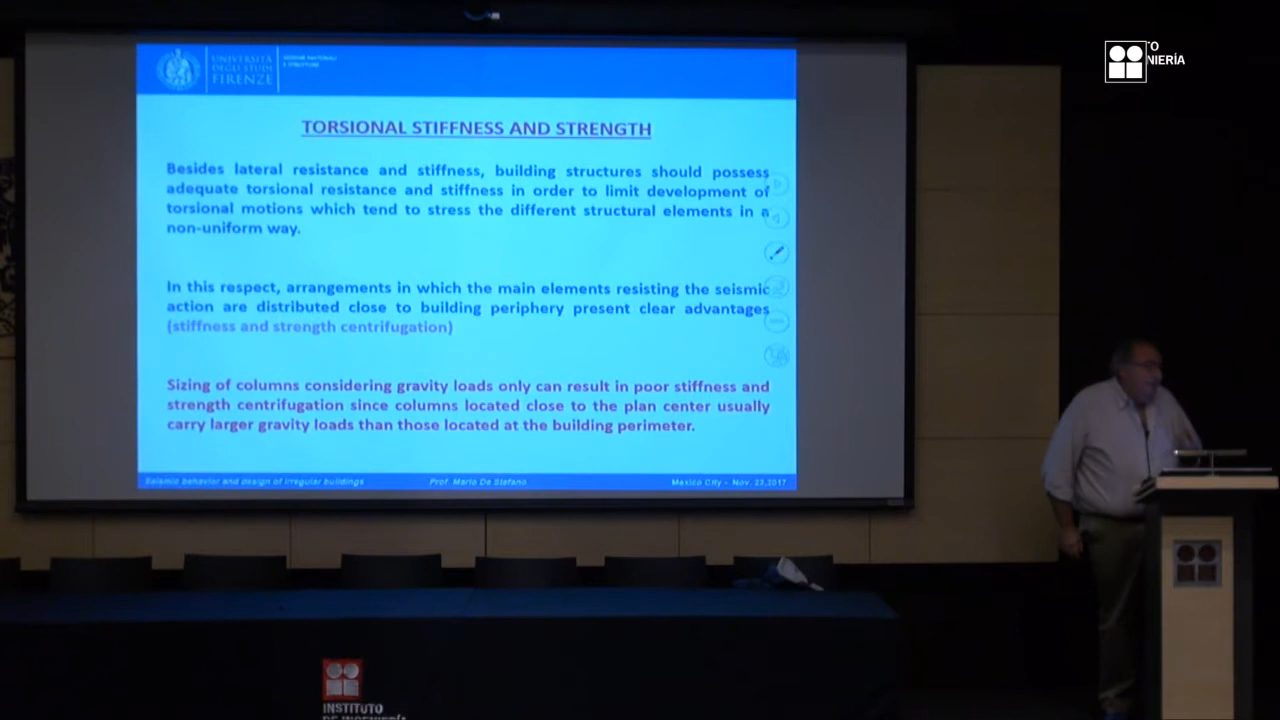 UNIVERSITÀ
DEGLI STUDI
FIRENZE
TORSIONAL STIFFNESS AND STRENGTH
Besides lateral resistance and stiffness, building structures should possess
adequate torsional resistance and stiffness in order to limit development of
torsional motions which tend to stress the different structural elements in a
non-uniform way.
In this respect, arrangements in which the main elements resisting the seismic
action are distributed close to building periphery present clear advantages
(stiffness and strength centrifugation)
Sizing of columns considering gravity loads only can result in poor stiffness and
strength centrifugation since columns located close to the plan center usually
carry larger gravity loads than those located at the building perimeter.
Seismic behavior and design of irregular buildings Prof. Mario De Stefano Mexico City - Nov. 23,2017
TO
NIERÍA
INSTITUTO
DE INGENIERÍA